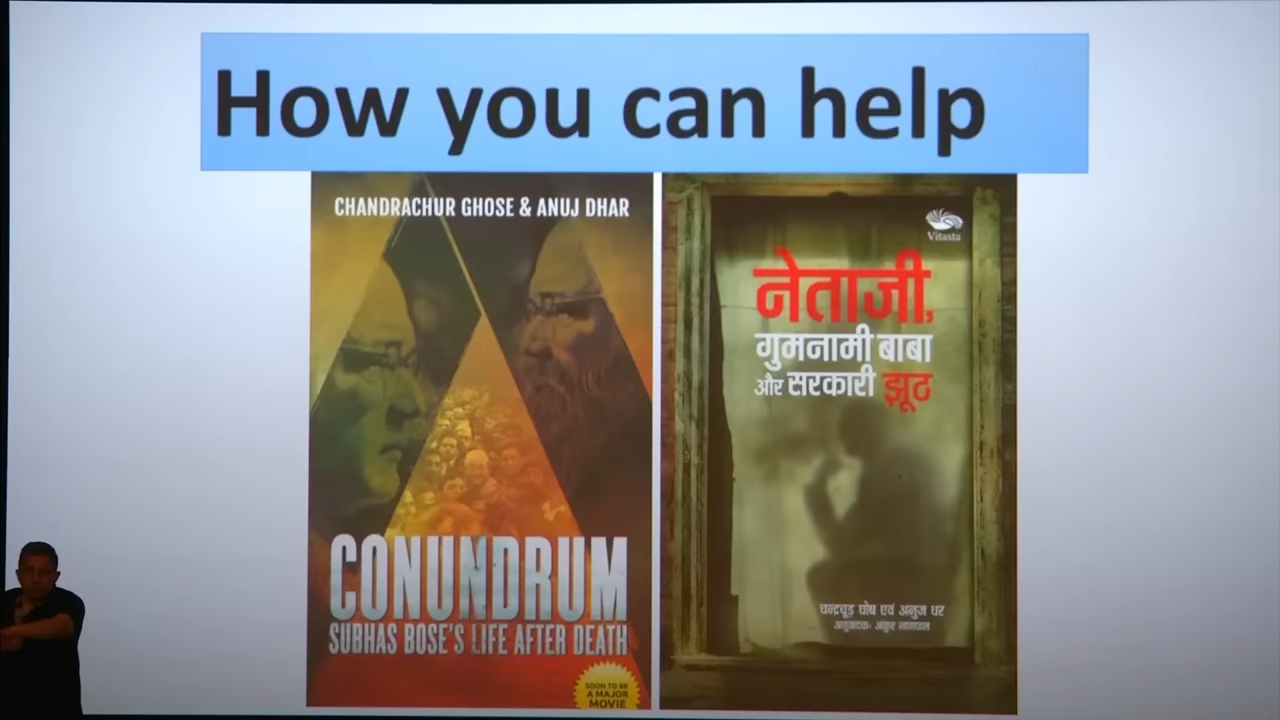 How you can help
CHANDRACHUR GHOSE & ANUJ DHAR
CONUNDRUM
SUBHAS BOSE'S LIFE AFTER DEATH
SOON TO BE
A MAJOR
MOVIE
Vitasta
नेताजी,
गुमनामी बाबा
और सरकारी झूठ
चन्द्रचूड़ घोष एवं अनुज धर
अनुवादक: अंकुर नागपाल